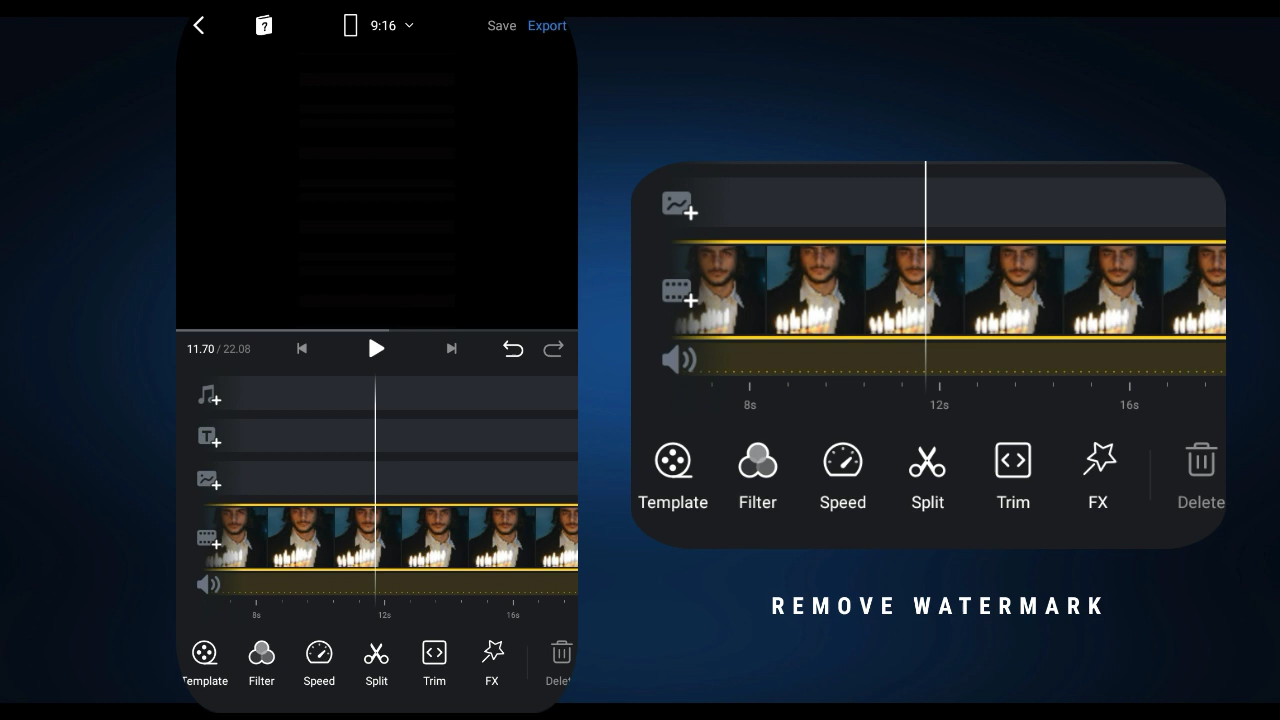 9:16 Save Export
11.70 / 22.08
8s 12s 16s
Template Filter Speed Split Trim FX Delet
8s 12s 16s
Template Filter Speed Split Trim FX Delete
REMOVE WATERMARK